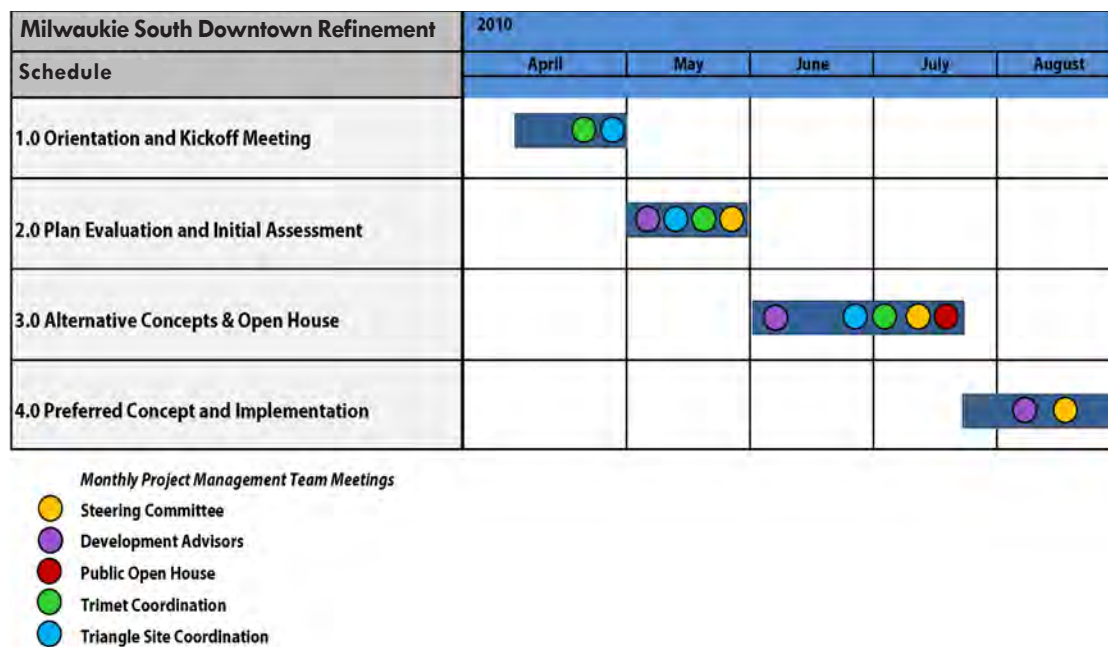 Milwaukie South Downtown Refinement
2010
Schedule
April May June July August
1.0 Orientation and Kickoff Meeting
2.0 Plan Evaluation and Initial Assessment
3.0 Alternative Concepts & Open House
4.0 Preferred Concept and Implementation
Monthly Project Management Team Meetings
Steering Committee
Development Advisors
Public Open House
Trimet Coordination
Triangle Site Coordination